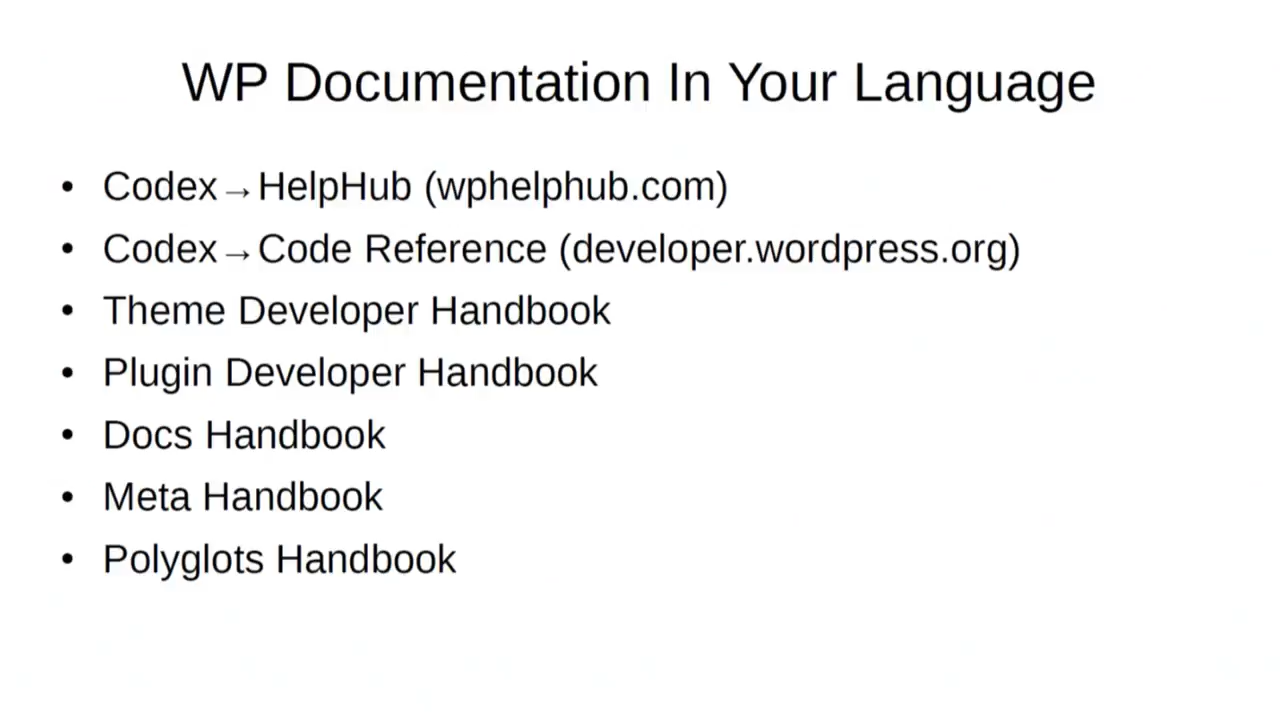 WP Documentation In Your Language
• Codex→HelpHub (wphelphub.com)
• Codex→Code Reference (developer.wordpress.org)
• Theme Developer Handbook
• Plugin Developer Handbook
• Docs Handbook
• Meta Handbook
• Polyglots Handbook